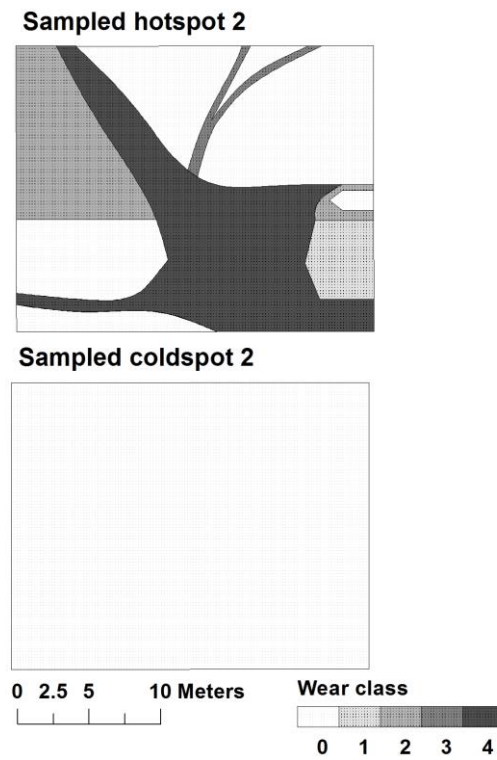 Sampled hotspot 2
Sampled coldspot 2
0 2.5 5 10 Meters
Wear class
0 1 2 3 4